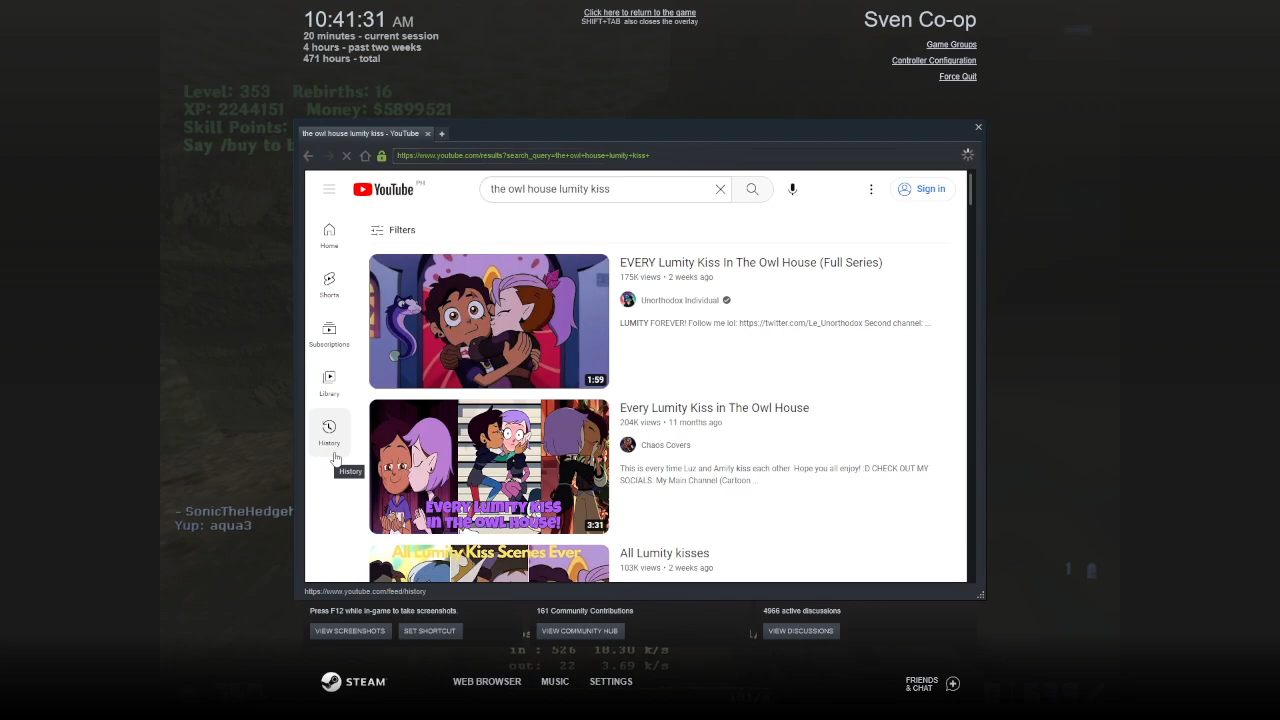 10:41:31 AM
20 minutes - current session
4 hours - past two weeks
471 hours - total
Click here to return to the game
SHIFT+TAB also closes the overlay
Sven Co-op
Game Groups
Controller Configuration
Force Quit
Level: 353 Rebirths: 16
XP: 2244151 Money: $5899521
Skill Points:
Say /buy to b
the owl house lumity kiss - YouTube
https://www.youtube.com/results?search_query=the+owl+house+lumity+kiss+
YouTube PH
the owl house lumity kiss
Sign in
Home
Shorts
Subscriptions
Library
History
History
Filters
EVERY Lumity Kiss In The Owl House (Full Series)
175K views • 2 weeks ago
Unorthodox Individual
LUMITY FOREVER! Follow me lol: https://twitter.com/Le_Unorthodox Second channel: ...
1:59
Every Lumity Kiss in The Owl House
204K views • 11 months ago
Chaos Covers
This is every time Luz and Amity kiss each other. Hope you all enjoy! :D CHECK OUT MY
SOCIALS. My Main Channel (Cartoon ...
EVERY LUMITY KISS
IN THE OWL HOUSE!
3:31
All Lumity Kiss Scenes Ever
All Lumity kisses
103K views • 2 weeks ago
- SonicTheHedgeh
Yup: aqua3
https://www.youtube.com/feed/history
Press F12 while in-game to take screenshots.
VIEW SCREENSHOTS
SET SHORTCUT
161 Community Contributions
VIEW COMMUNITY HUB
4966 active discussions
VIEW DISCUSSIONS
in : 526 18.30 k/s
out: 22 3.69 k/s
STEAM
WEB BROWSER
MUSIC
SETTINGS
FRIENDS
& CHAT